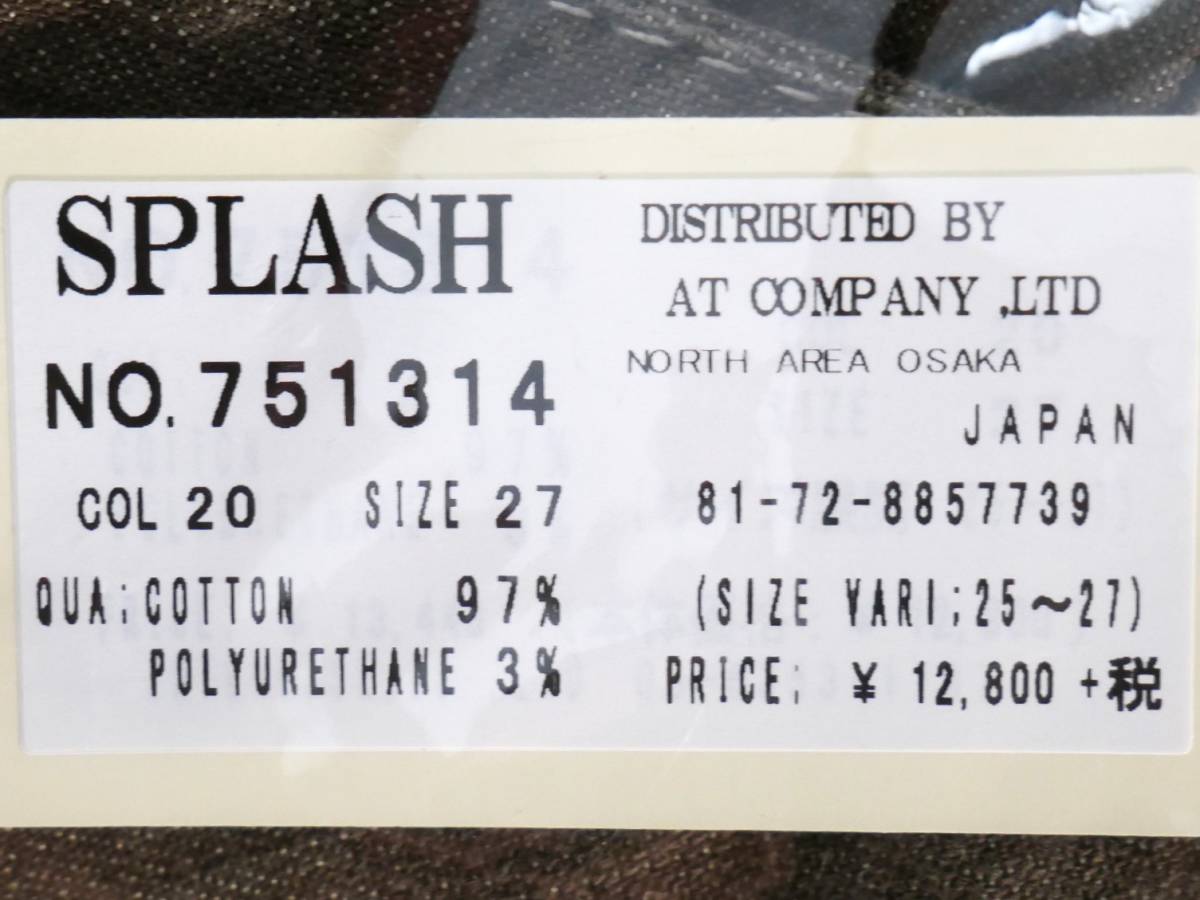 SPLASH
NO. 751314
COL 20 SIZE 27
QUA;COTTON 97%
POLYURETHANE 3%
DISTRIBUTED BY
AT COMPANY ,LTD
NORTH AREA OSAKA
JAPAN
81-72-8857739
(SIZE VARI;25～27)
PRICE; ¥ 12,800 +税